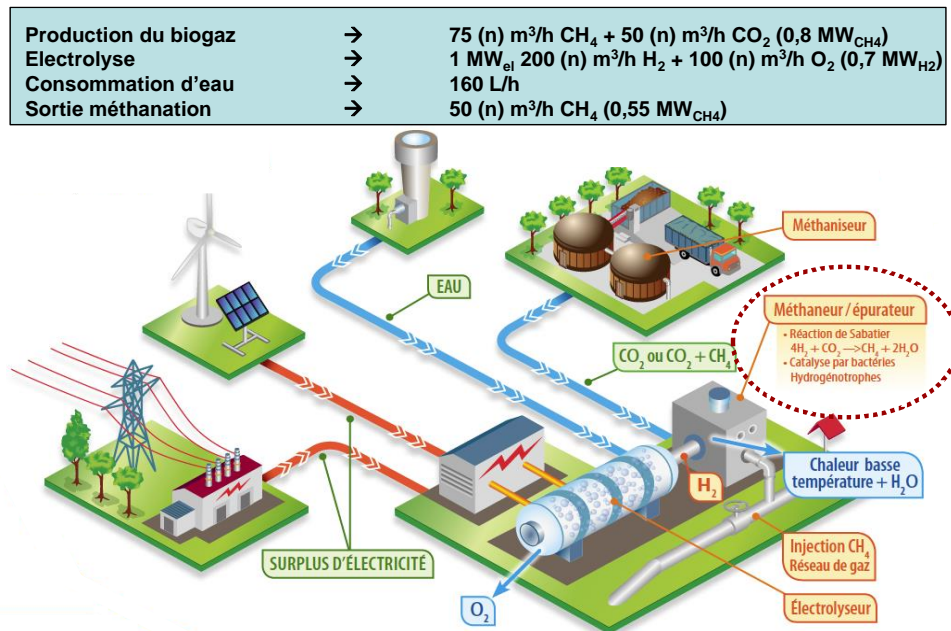 Production du biogaz → 75 (n) m³/h CH₄ + 50 (n) m³/h CO₂ (0,8 MW_CH4)
Electrolyse → 1 MWₑₗ 200 (n) m³/h H₂ + 100 (n) m³/h O₂ (0,7 MW_H2)
Consommation d'eau → 160 L/h
Sortie méthanation → 50 (n) m³/h CH₄ (0,55 MW_CH4)
Méthaniseur
EAU
Méthaneur / épurateur
• Réaction de Sabatier
4H₂ + CO₂ —>CH₄ + 2H₂O
• Catalyse par bactéries
Hydrogénotrophes
CO₂ ou CO₂ + CH₄
H₂
Chaleur basse
température + H₂O
SURPLUS D'ÉLECTRICITÉ
Injection CH₄
Réseau de gaz
O₂
Électrolyseur